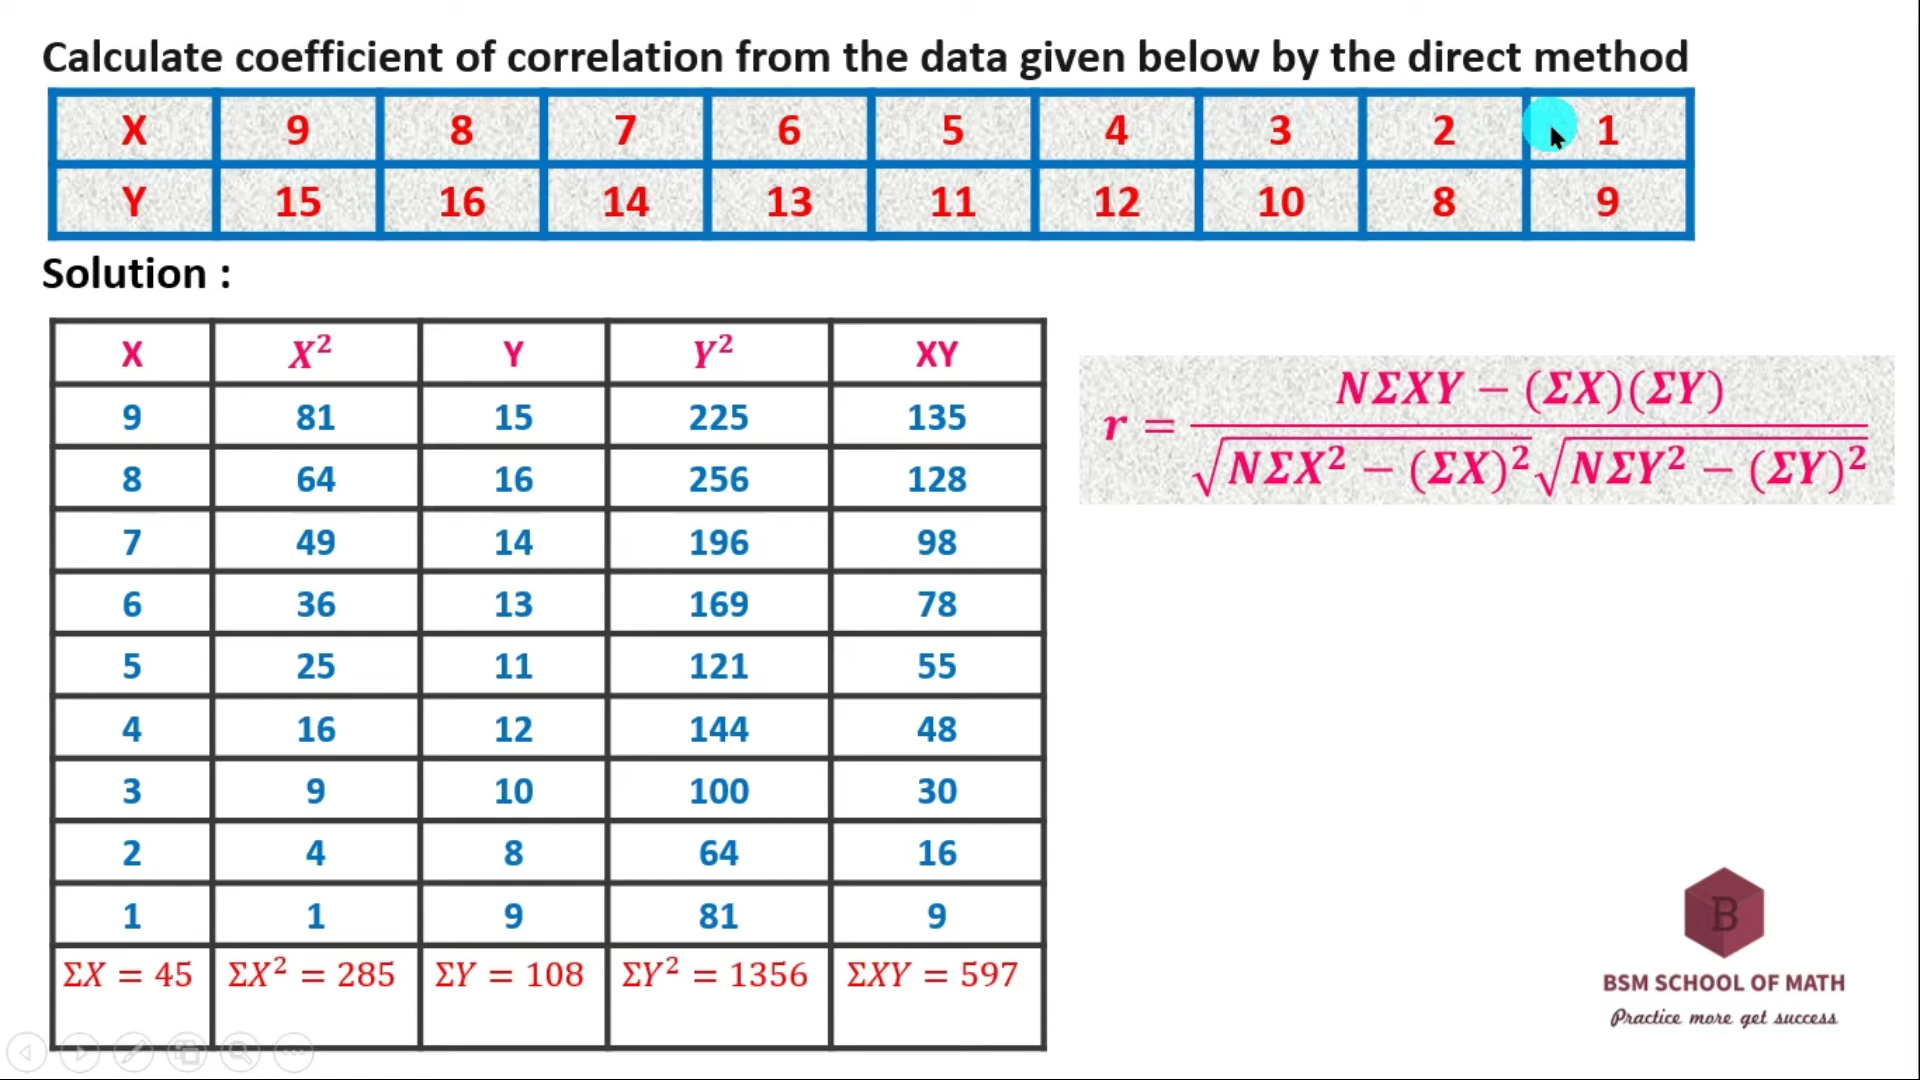 Calculate coefficient of correlation from the data given below by the direct method
X 9 8 7 6 5 4 3 2 1
Y 15 16 14 13 11 12 10 8 9
Solution :
X X² Y Y² XY
9 81 15 225 135
8 64 16 256 128
7 49 14 196 98
6 36 13 169 78
5 25 11 121 55
4 16 12 144 48
3 9 10 100 30
2 4 8 64 16
1 1 9 81 9
ΣX = 45 ΣX² = 285 ΣY = 108 ΣY² = 1356 ΣXY = 597
r = (NΣXY − (ΣX)(ΣY)) / (√(NΣX² − (ΣX)²) √(NΣY² − (ΣY)²))
B
BSM SCHOOL OF MATH
Practice more get success